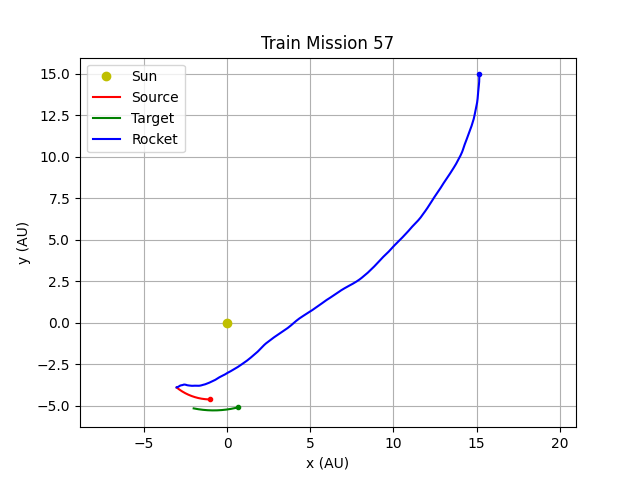 Train Mission 57
Sun
Source
Target
Rocket
y (AU)
15.0
12.5
10.0
7.5
5.0
2.5
0.0
−2.5
−5.0
−5 0 5 10 15 20
x (AU)